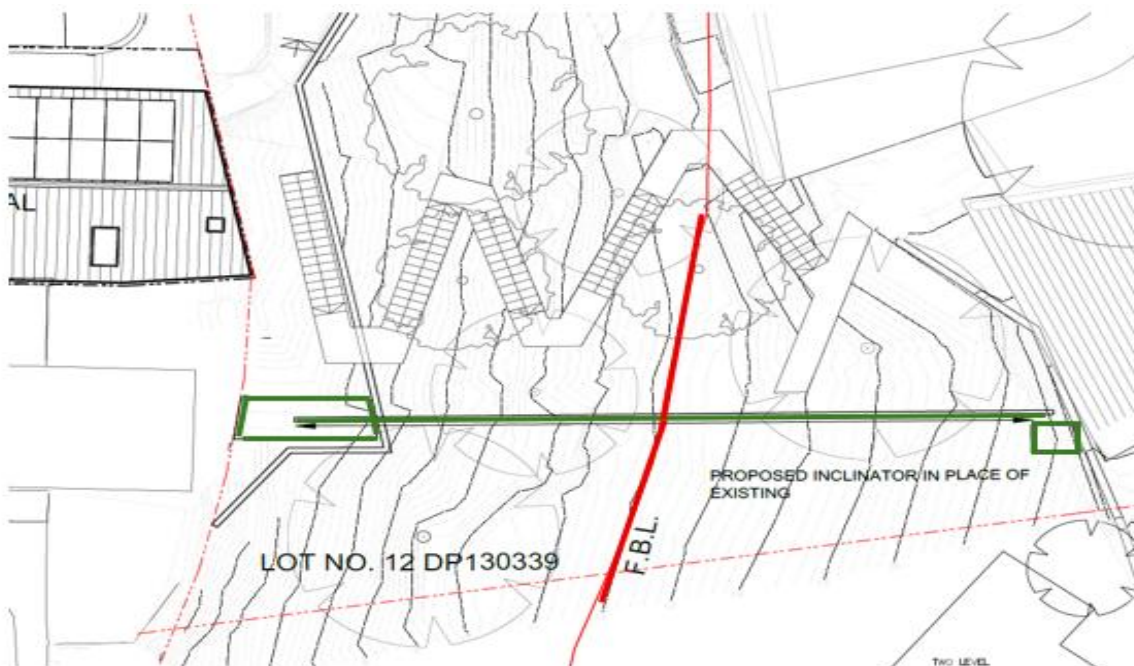 AL
PROPOSED INCLINATOR IN PLACE OF
EXISTING
F.B.L.
LOT NO. 12 DP130339
TWO LEVEL